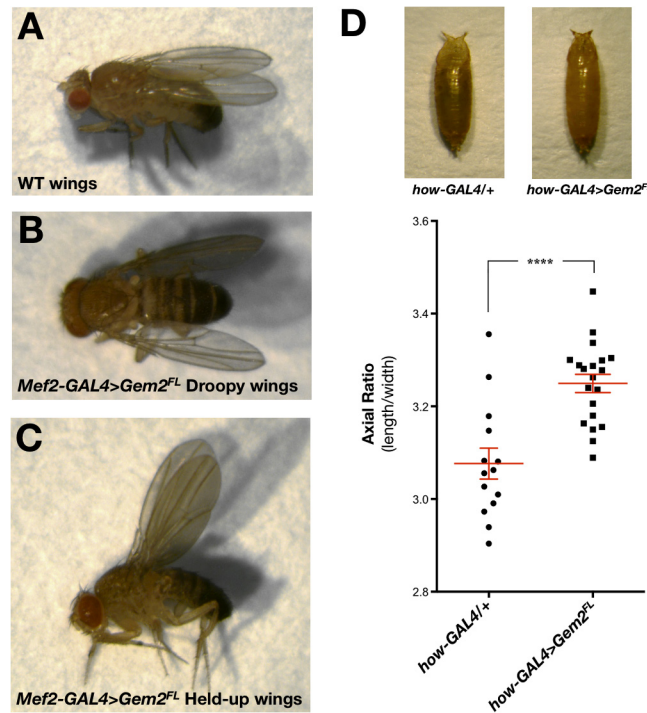 A
WT wings
B
Mef2-GAL4>Gem2FL Droopy wings
C
Mef2-GAL4>Gem2FL Held-up wings
D
how-GAL4/+
how-GAL4>Gem2F
3.6
3.4
3.2
3.0
2.8
Axial Ratio
(length/width)
****
how-GAL4/+
how-GAL4>Gem2FL